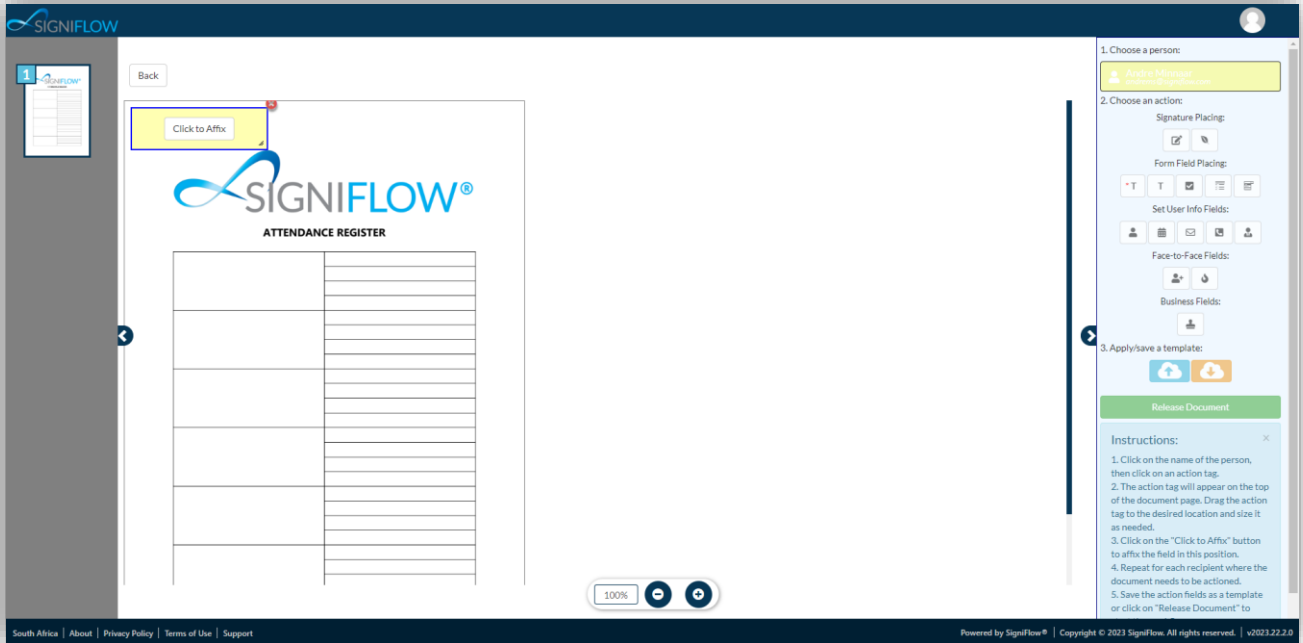 SIGNIFLOW
1
SIGNIFLOW
Back
Click to Affix
SIGNIFLOW®
ATTENDANCE REGISTER
100%
1. Choose a person:
2. Choose an action:
Signature Placing:
Form Field Placing:
*T T
Set User Info Fields:
Face-to-Face Fields:
Business Fields:
3. Apply/save a template:
Release Document
Instructions:
1. Click on the name of the person,
then click on an action tag.
2. The action tag will appear on the top
of the document page. Drag the action
tag to the desired location and size it
as needed.
3. Click on the "Click to Affix" button
to affix the field in this position.
4. Repeat for each recipient where the
document needs to be actioned.
5. Save the action fields as a template
or click on "Release Document" to
South Africa | About | Privacy Policy | Terms of Use | Support
Powered by SigniFlow® | Copyright © 2023 SigniFlow. All rights reserved. | v2023.22.2.0